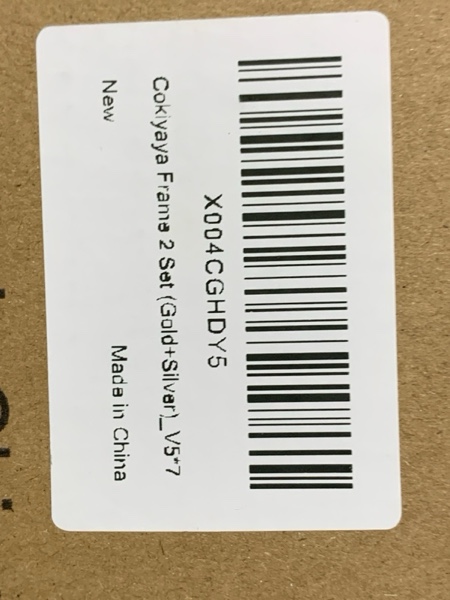 X004CGHDY5
Cokiyaya Frame 2 Set (Gold+Silver)_V5*7
New
Made in China